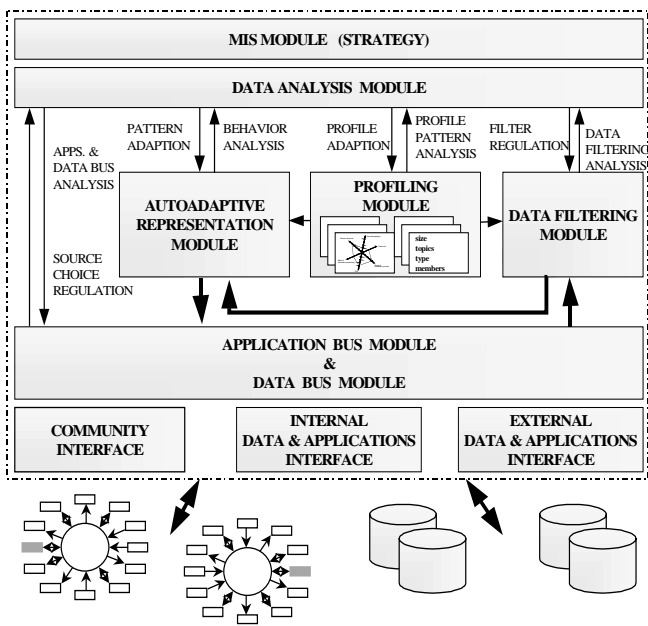 MIS MODULE (STRATEGY)
DATA ANALYSIS MODULE
APPS. &
DATA BUS
ANALYSIS
PATTERN
ADAPTION
BEHAVIOR
ANALYSIS
PROFILE
ADAPTION
PROFILE
PATTERN
ANALYSIS
FILTER
REGULATION
DATA
FILTERING
ANALYSIS
AUTOADAPTIVE
REPRESENTATION
MODULE
PROFILING
MODULE
size
topics
type
members
DATA FILTERING
MODULE
SOURCE
CHOICE
REGULATION
APPLICATION BUS MODULE
&
DATA BUS MODULE
COMMUNITY
INTERFACE
INTERNAL
DATA & APPLICATIONS
INTERFACE
EXTERNAL
DATA & APPLICATIONS
INTERFACE